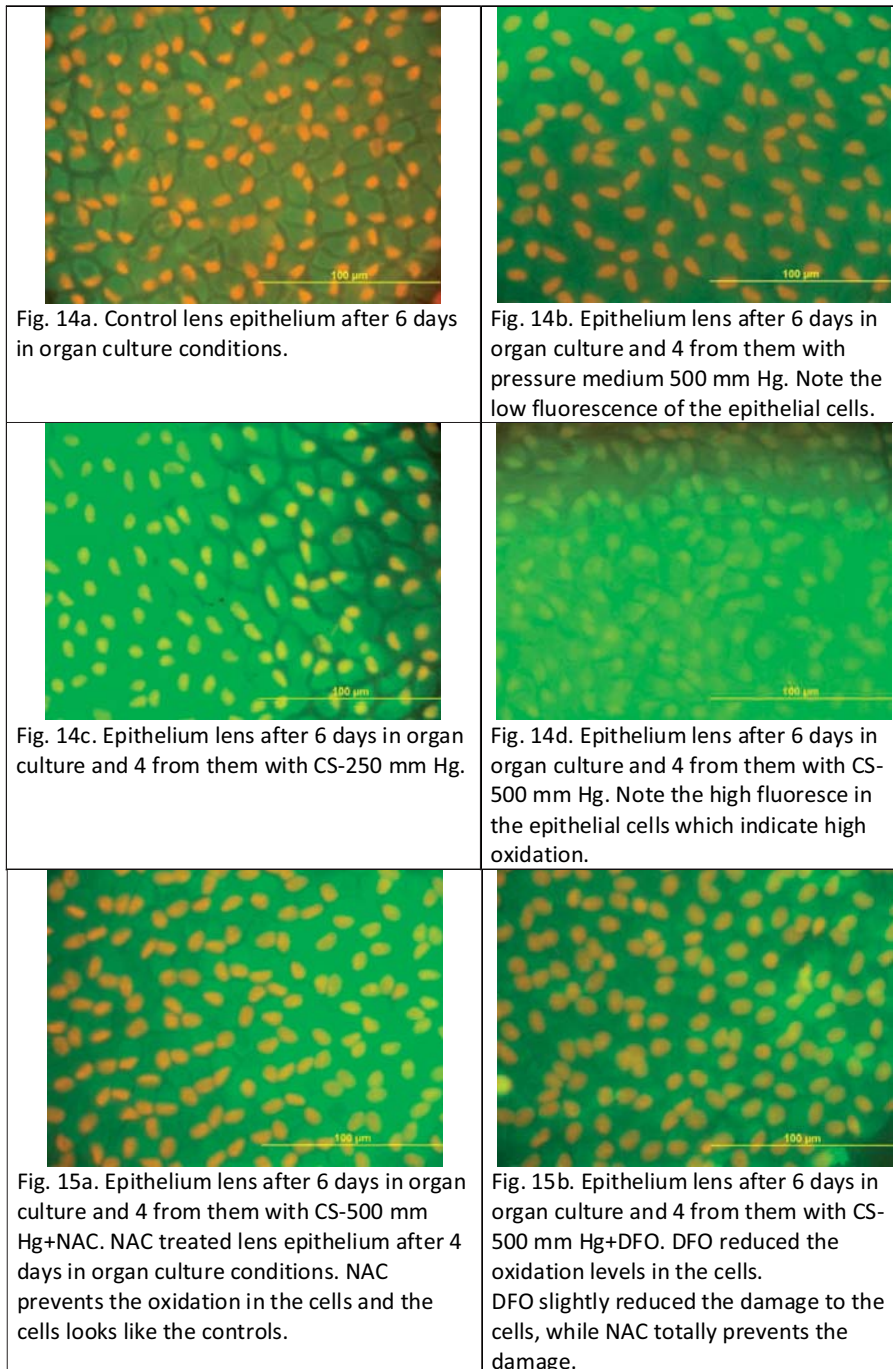 100 µm
Fig. 14a. Control lens epithelium after 6 days
in organ culture conditions.
100 µm
Fig. 14b. Epithelium lens after 6 days in
organ culture and 4 from them with
pressure medium 500 mm Hg. Note the
low fluorescence of the epithelial cells.
100 µm
Fig. 14c. Epithelium lens after 6 days in organ
culture and 4 from them with CS-250 mm Hg.
100 µm
Fig. 14d. Epithelium lens after 6 days in
organ culture and 4 from them with CS-
500 mm Hg. Note the high fluoresce in
the epithelial cells which indicate high
oxidation.
100 µm
Fig. 15a. Epithelium lens after 6 days in organ
culture and 4 from them with CS-500 mm
Hg+NAC. NAC treated lens epithelium after 4
days in organ culture conditions. NAC
prevents the oxidation in the cells and the
cells looks like the controls.
100 µm
Fig. 15b. Epithelium lens after 6 days in
organ culture and 4 from them with CS-
500 mm Hg+DFO. DFO reduced the
oxidation levels in the cells.
DFO slightly reduced the damage to the
cells, while NAC totally prevents the
damage.